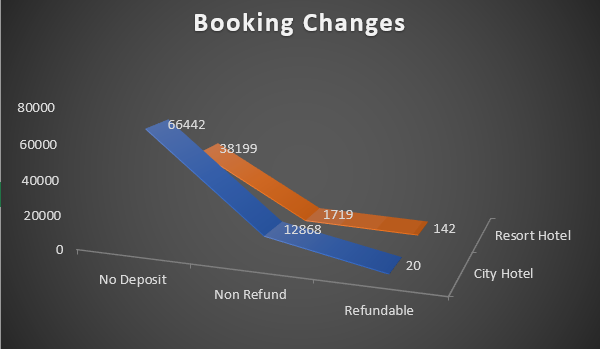 Booking Changes
80000
60000
40000
20000
0
66442
38199
12868
1719
20
142
No Deposit
Non Refund
Refundable
Resort Hotel
City Hotel